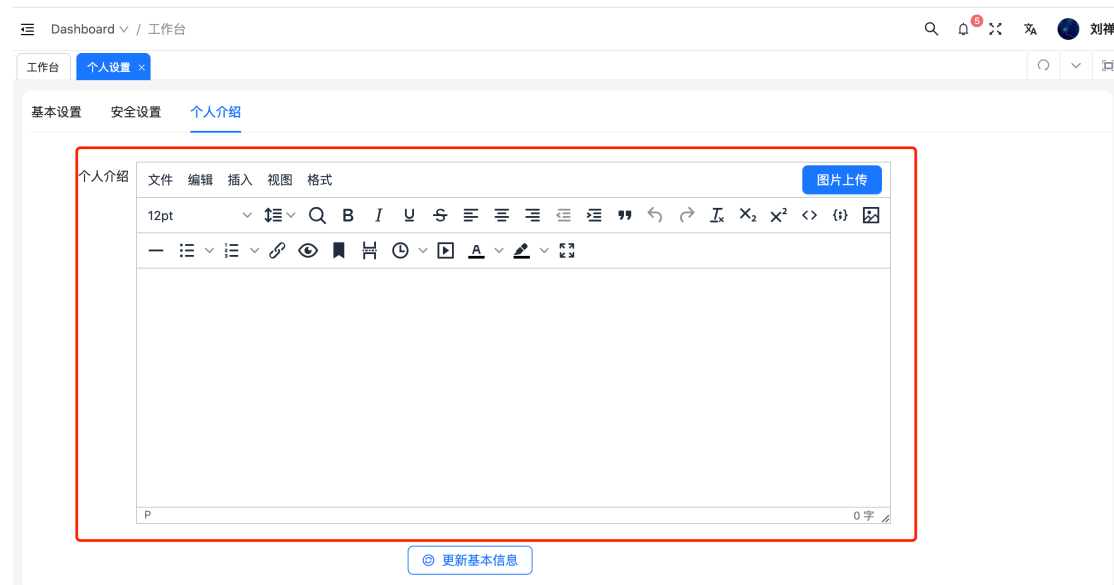 Dashboard / 工作台 5 刘禅
工作台 个人设置 ×
基本设置 安全设置 个人介绍
个人介绍 文件 编辑 插入 视图 格式 图片上传
12pt
P 0 字
更新基本信息